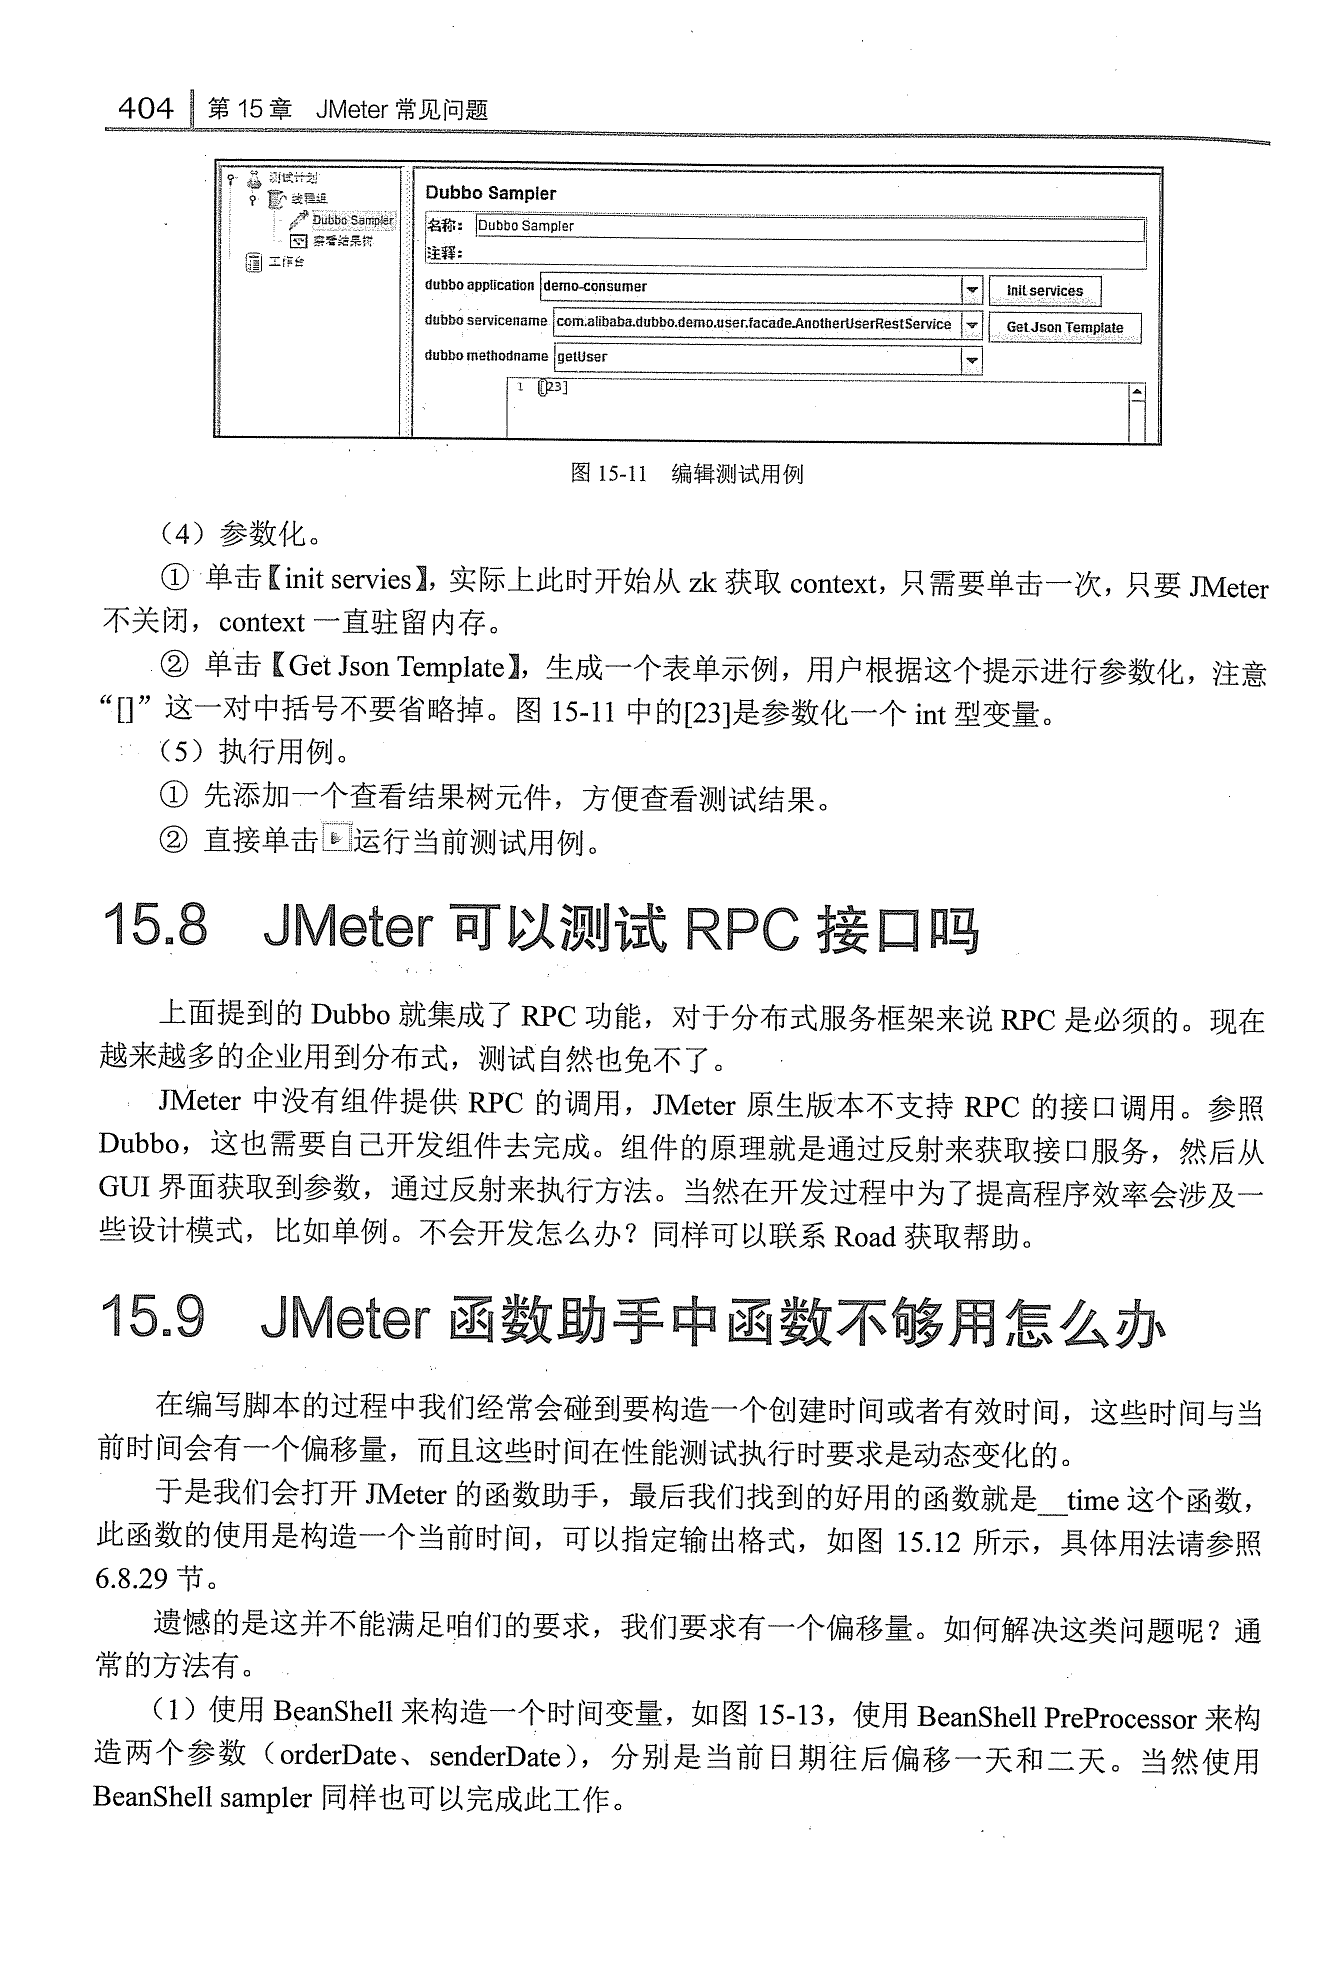 404 第 15 章 JMeter 常见问题
测试计划
线程组
Dubbo Sampler
查看结果树
工作台
Dubbo Sampler
名称: Dubbo Sampler
注释:
dubbo application demo-consumer Init services
dubbo servicename com.alibaba.dubbo.demo.user.facade.AnotherUserRestService Get Json Template
dubbo methodname getUser
1 [23]
图 15-11 编辑测试用例
（4）参数化。
① 单击【init servies】，实际上此时开始从 zk 获取 context，只需要单击一次，只要 JMeter
不关闭，context 一直驻留内存。
② 单击【Get Json Template】，生成一个表单示例，用户根据这个提示进行参数化，注意
“[]”这一对中括号不要省略掉。图 15-11 中的[23]是参数化一个 int 型变量。
（5）执行用例。
① 先添加一个查看结果树元件，方便查看测试结果。
② 直接单击运行当前测试用例。
15.8 JMeter 可以测试 RPC 接口吗
上面提到的 Dubbo 就集成了 RPC 功能，对于分布式服务框架来说 RPC 是必须的。现在
越来越多的企业用到分布式，测试自然也免不了。
JMeter 中没有组件提供 RPC 的调用，JMeter 原生版本不支持 RPC 的接口调用。参照
Dubbo，这也需要自己开发组件去完成。组件的原理就是通过反射来获取接口服务，然后从
GUI 界面获取到参数，通过反射来执行方法。当然在开发过程中为了提高程序效率会涉及一
些设计模式，比如单例。不会开发怎么办？同样可以联系 Road 获取帮助。
15.9 JMeter 函数助手中函数不够用怎么办
在编写脚本的过程中我们经常会碰到要构造一个创建时间或者有效时间，这些时间与当
前时间会有一个偏移量，而且这些时间在性能测试执行时要求是动态变化的。
于是我们会打开 JMeter 的函数助手，最后我们找到的好用的函数就是__time 这个函数，
此函数的使用是构造一个当前时间，可以指定输出格式，如图 15.12 所示，具体用法请参照
6.8.29 节。
遗憾的是这并不能满足咱们的要求，我们要求有一个偏移量。如何解决这类问题呢？通
常的方法有。
（1）使用 BeanShell 来构造一个时间变量，如图 15-13，使用 BeanShell PreProcessor 来构
造两个参数（orderDate、senderDate），分别是当前日期往后偏移一天和二天。当然使用
BeanShell sampler 同样也可以完成此工作。